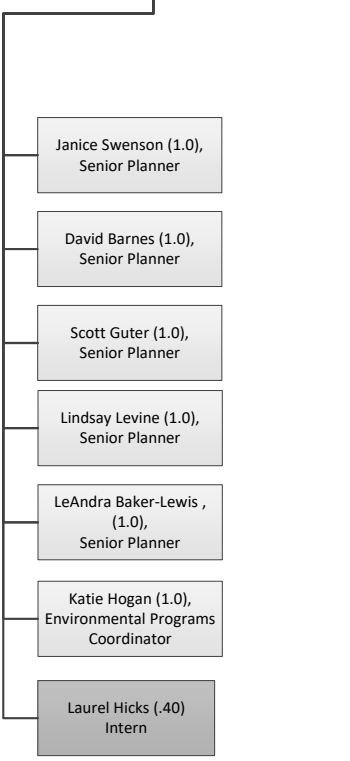 Janice Swenson (1.0),
Senior Planner
David Barnes (1.0),
Senior Planner
Scott Guter (1.0),
Senior Planner
Lindsay Levine (1.0),
Senior Planner
LeAndra Baker-Lewis ,
(1.0),
Senior Planner
Katie Hogan (1.0),
Environmental Programs
Coordinator
Laurel Hicks (.40)
Intern